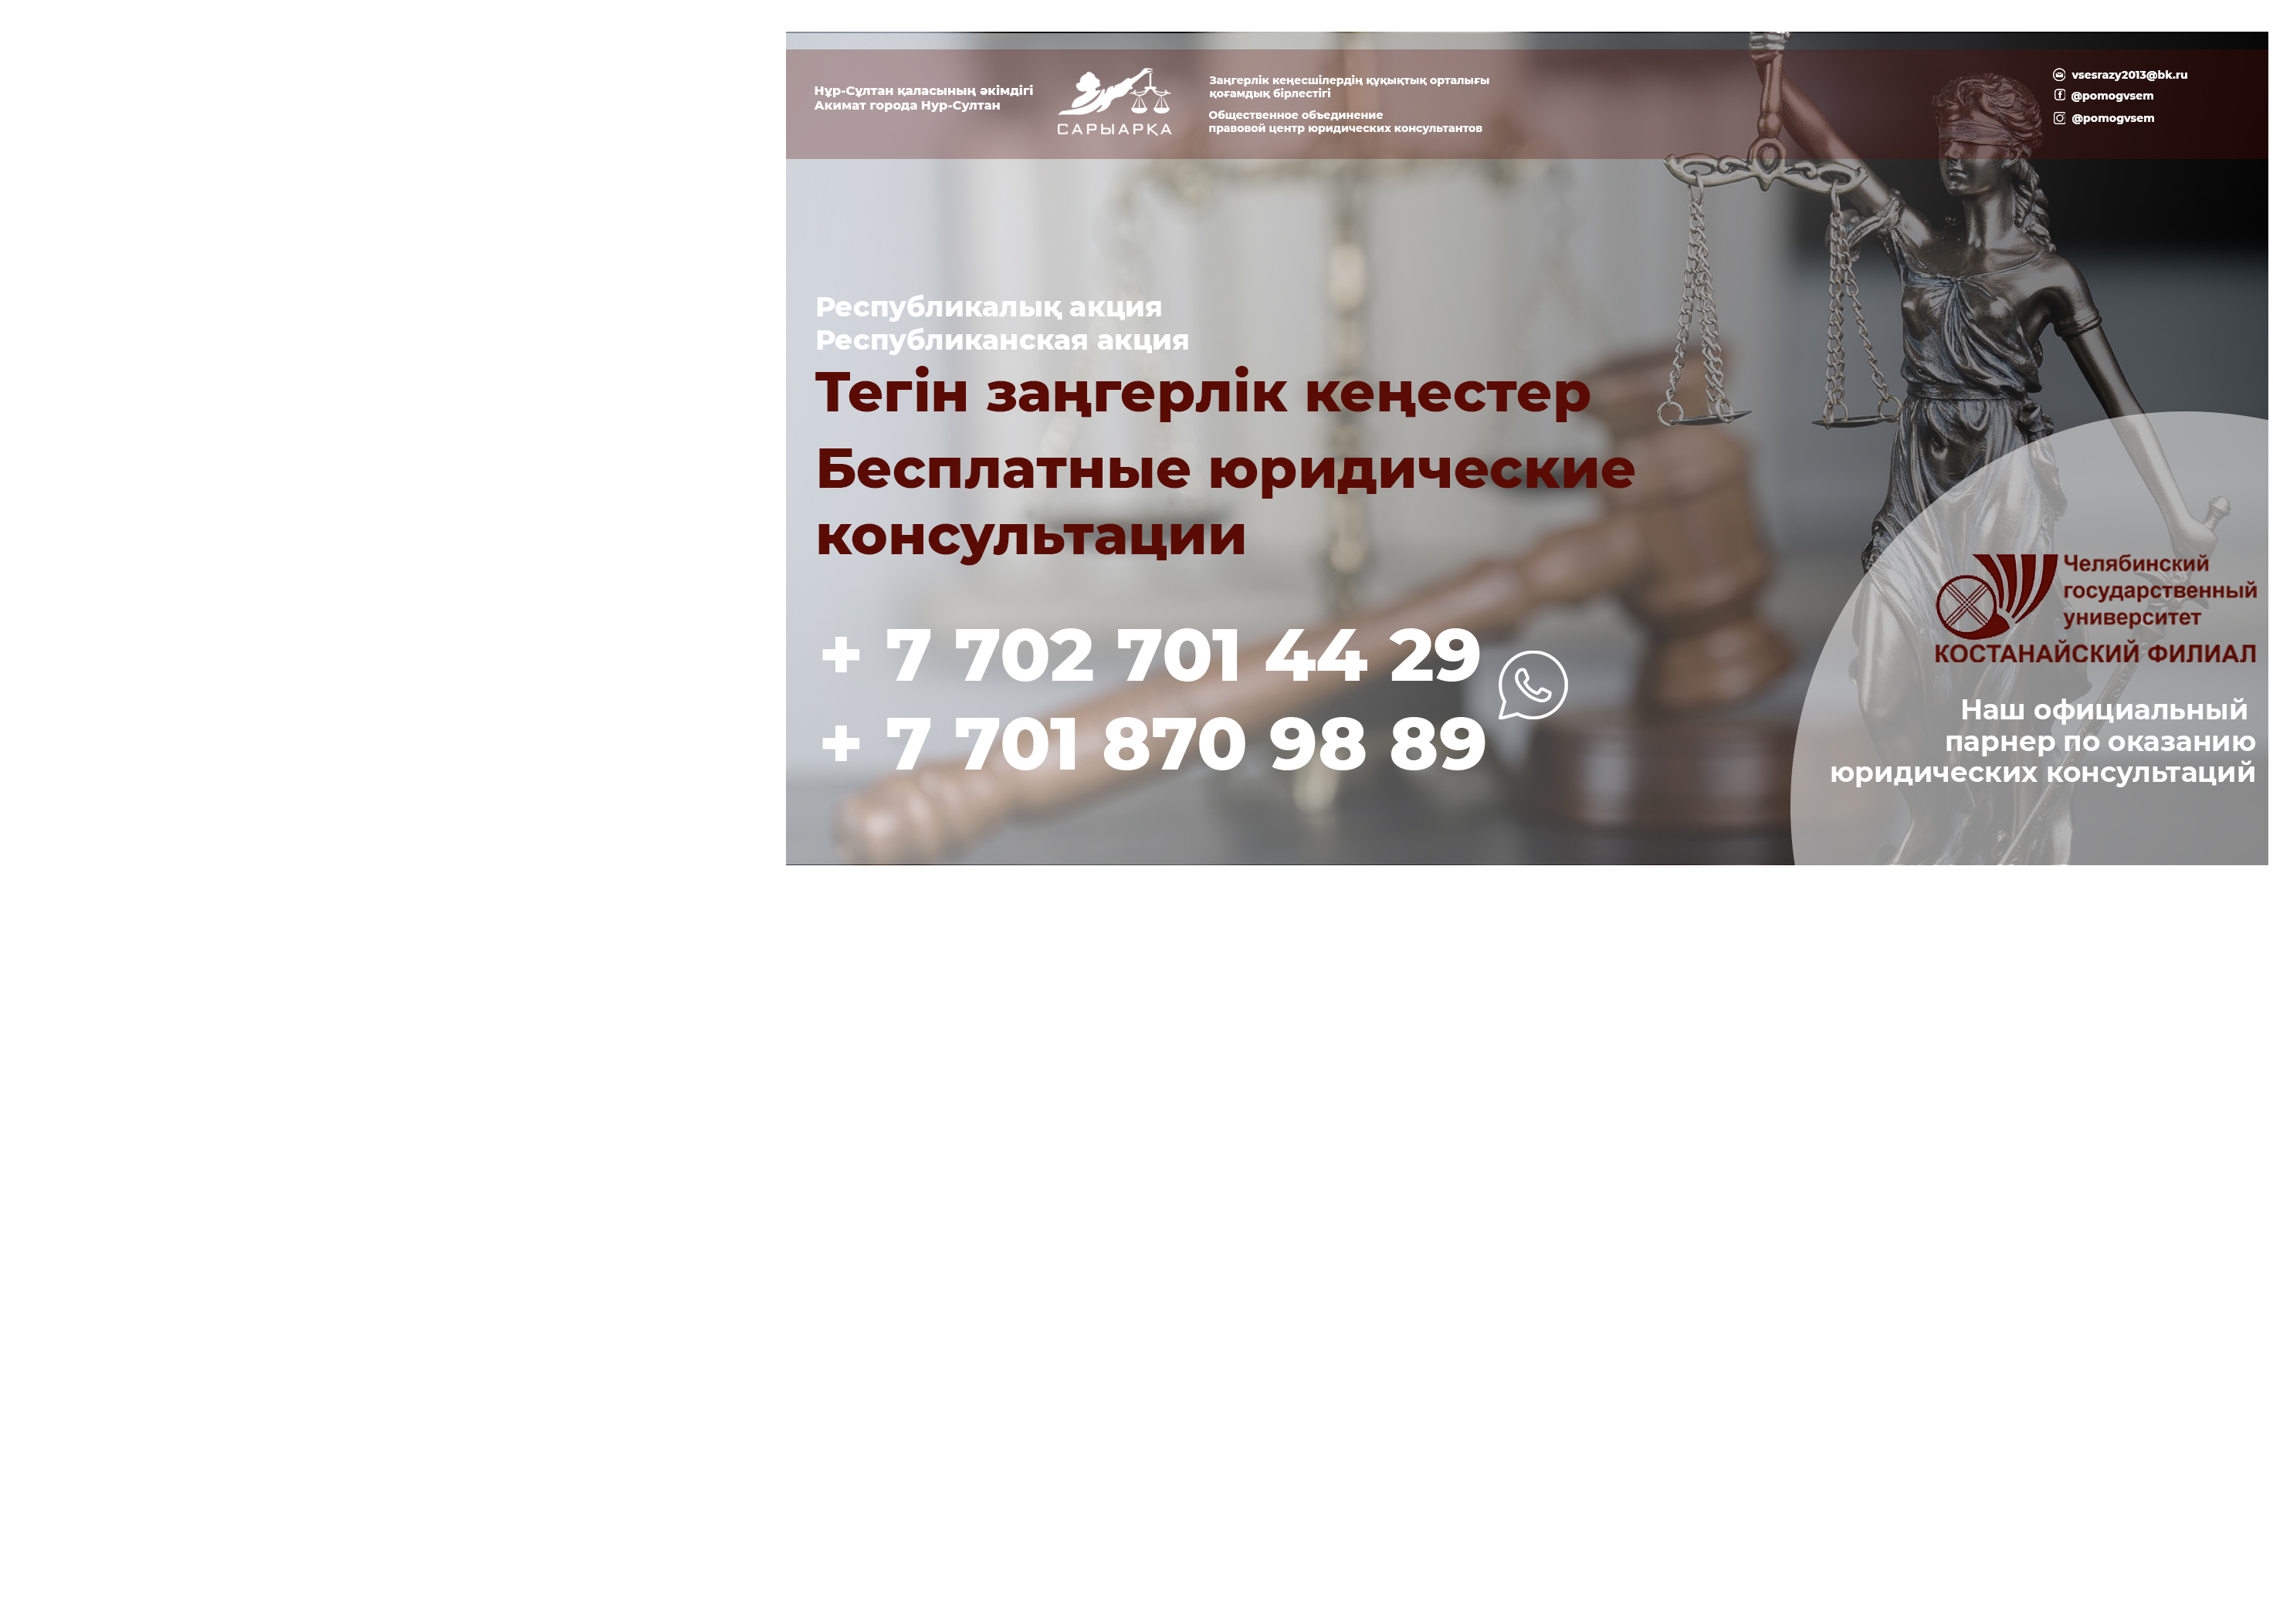 Нұр-Сұлтан қаласының әкімдігі
Акимат города Нур-Султан
САРЫАРҚА
Заңгерлік кеңесшілердің құқықтық орталығы
қоғамдық бірлестігі
Общественное объединение
правовой центр юридических консультантов
vsesrazy2013@bk.ru
@pomogvsem
@pomogvsem
Республикалық акция
Республиканская акция
Тегін заңгерлік кеңестер
Бесплатные юридические
консультации
+ 7 702 701 44 29
+ 7 701 870 98 89
Челябинский
государственный
университет
КОСТАНАЙСКИЙ ФИЛИАЛ
Наш официальный
парнер по оказанию
юридических консультаций